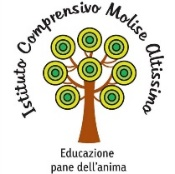 Istituto Comprensivo Molise Altissimo
Educazione
pane dell'anima